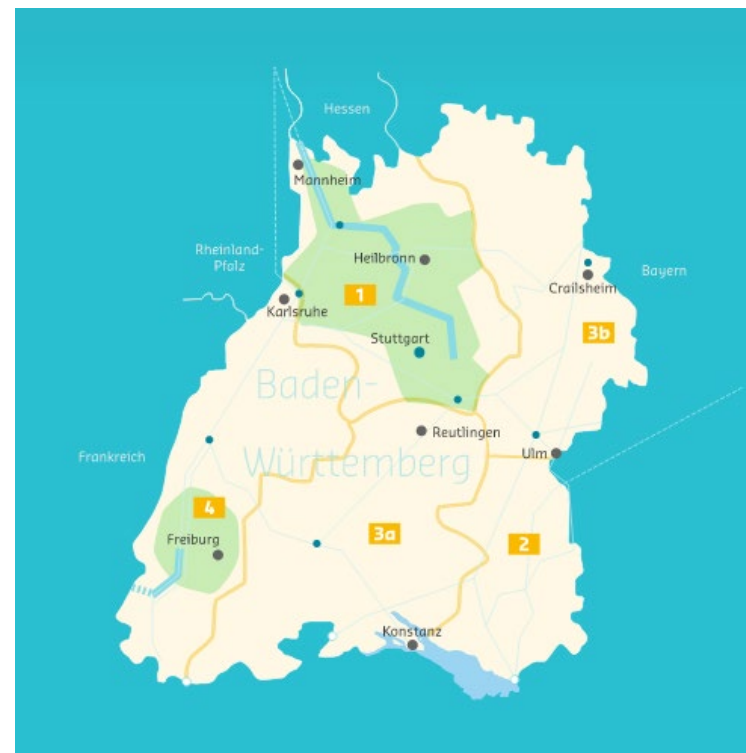 Hessen
Mannheim
Rheinland-
Pfalz
Heilbronn
Bayern
Crailsheim
1
Karlsruhe
3b
Stuttgart
Baden-
Württemberg
Reutlingen
Ulm
Frankreich
4
3a
2
Freiburg
Konstanz